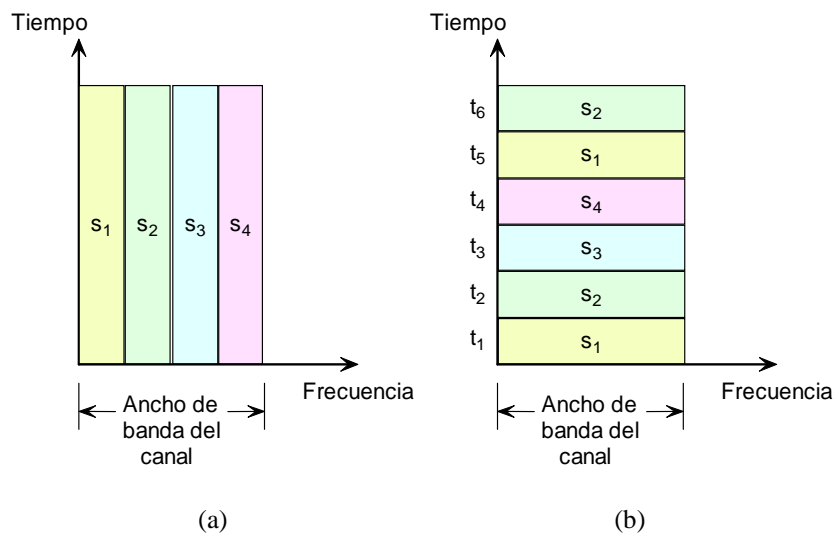 Tiempo
s1 s2 s3 s4
Frecuencia
Ancho de
banda del
canal
(a)
Tiempo
t6 s2
t5 s1
t4 s4
t3 s3
t2 s2
t1 s1
Frecuencia
Ancho de
banda del
canal
(b)